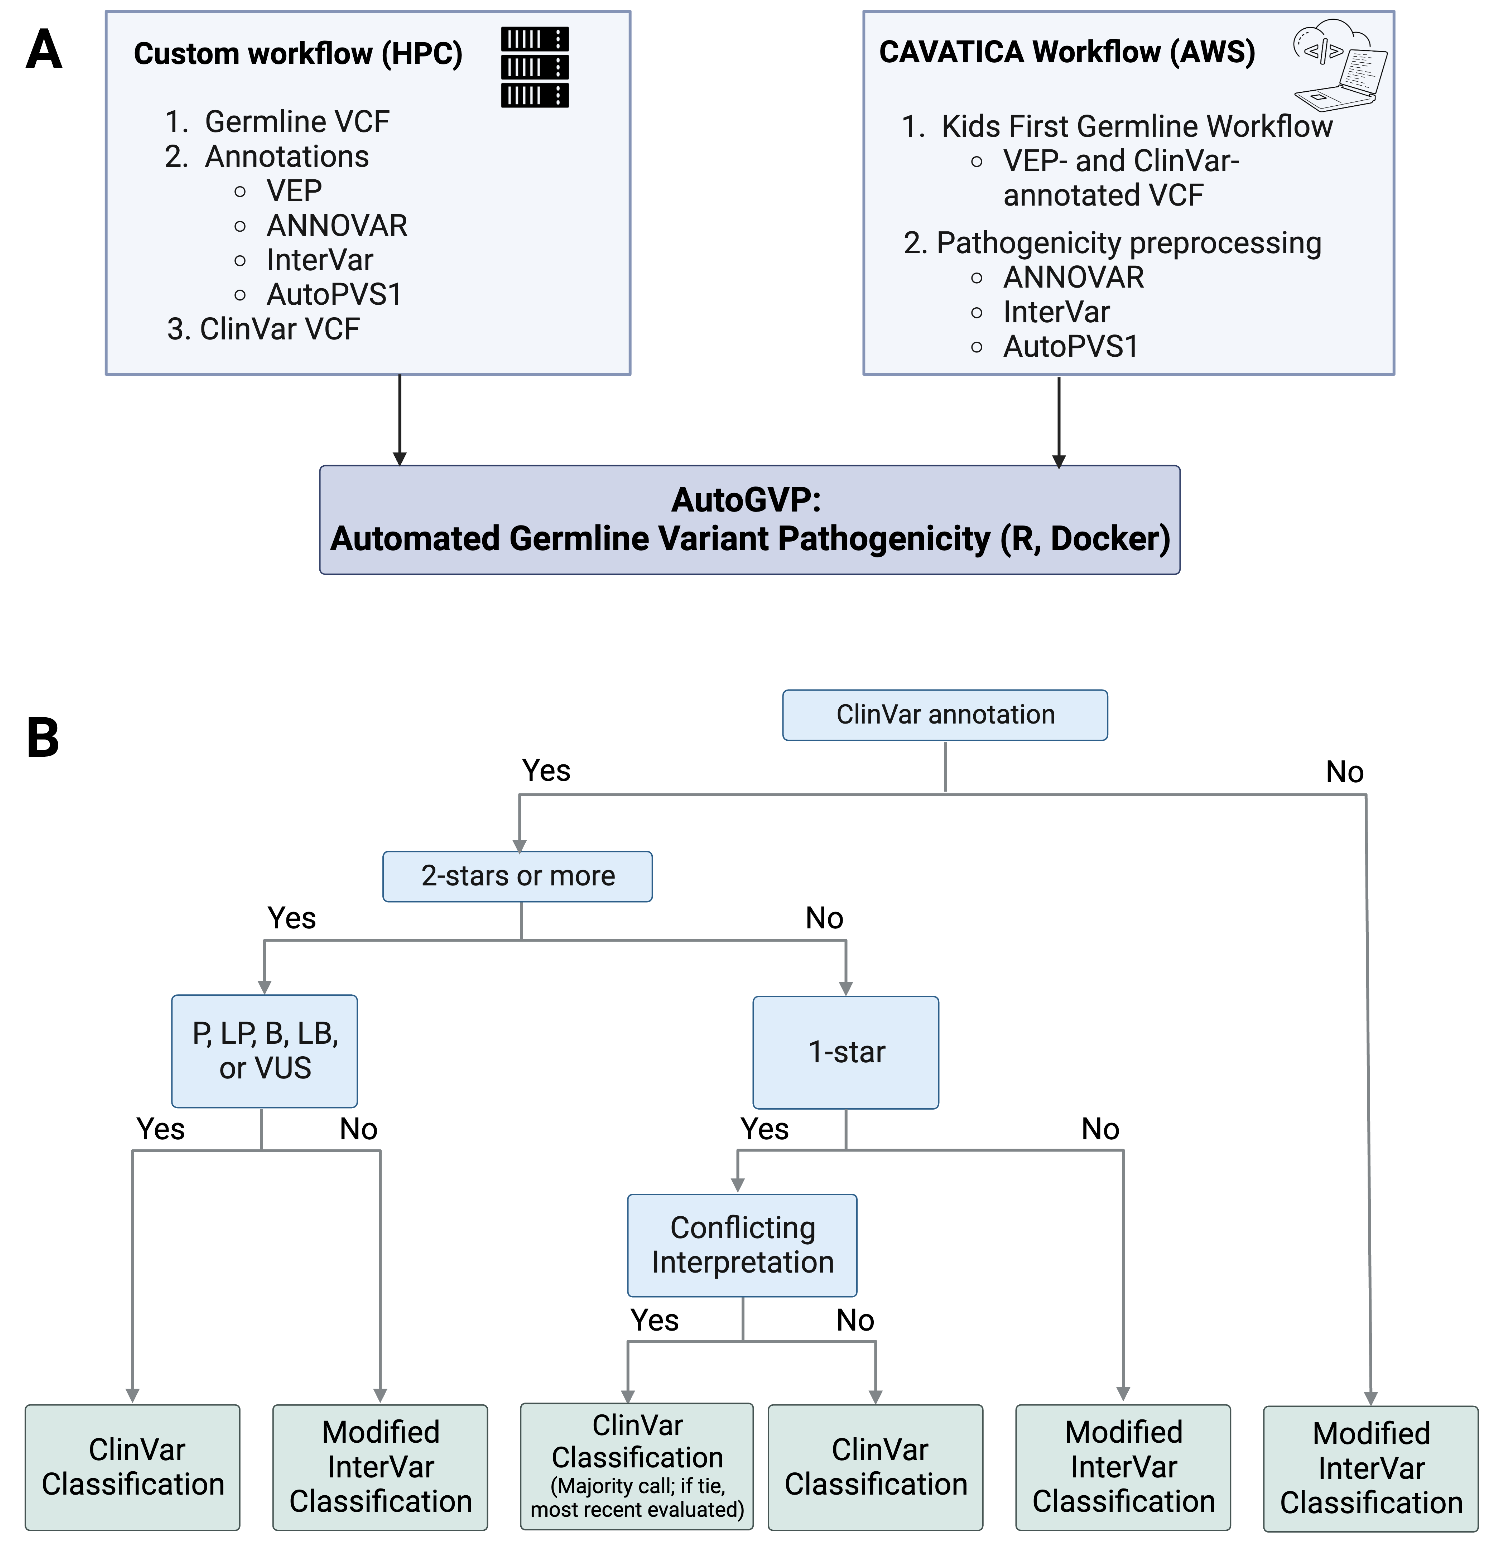 A
Custom workflow (HPC)
1. Germline VCF
2. Annotations
VEP
ANNOVAR
InterVar
AutoPVS1
3. ClinVar VCF
CAVATICA Workflow (AWS)
</>
1. Kids First Germline Workflow
VEP- and ClinVar-
annotated VCF
2. Pathogenicity preprocessing
ANNOVAR
InterVar
AutoPVS1
AutoGVP:
Automated Germline Variant Pathogenicity (R, Docker)
B
ClinVar annotation
Yes
No
2-stars or more
Yes
No
P, LP, B, LB,
or VUS
1-star
Yes
No
Yes
No
Conflicting
Interpretation
Yes
No
ClinVar
Classification
Modified
InterVar
Classification
ClinVar
Classification
(Majority call; if tie,
most recent evaluated)
ClinVar
Classification
Modified
InterVar
Classification
Modified
InterVar
Classification